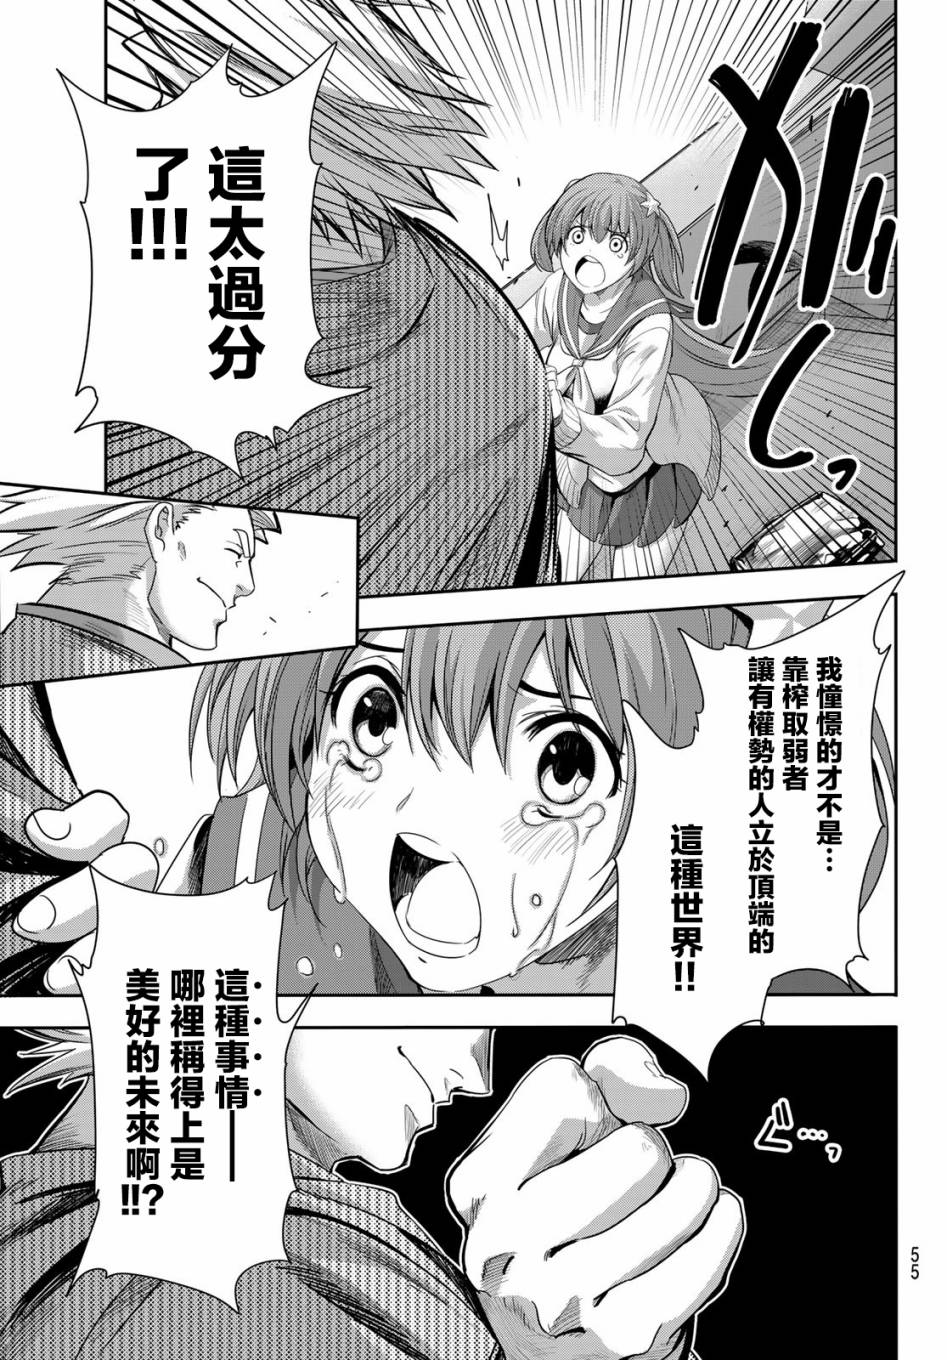 這太過分
了!!!
我憧憬的才不是…
靠榨取弱者
讓有權勢的人立於頂端的
這種世界!!
這種事情——
哪裡稱得上是
美好的未來啊!!?
グ…,
55